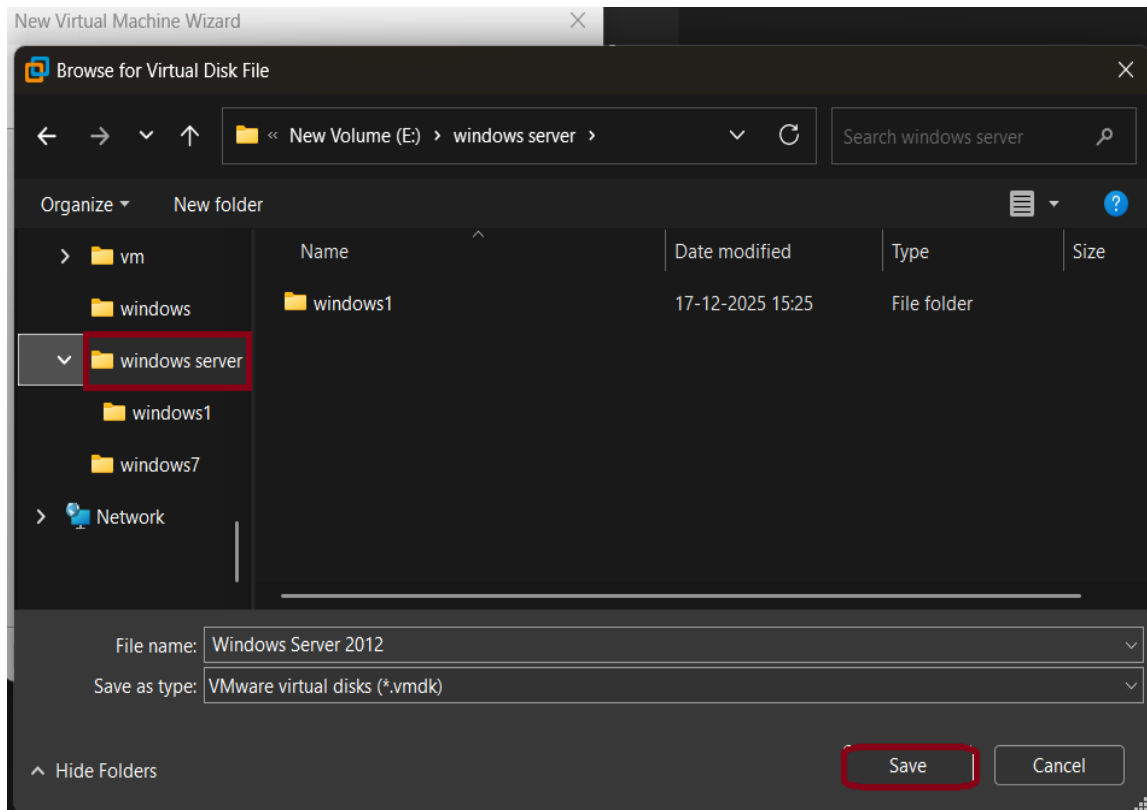 New Virtual Machine Wizard
Browse for Virtual Disk File
« New Volume (E:) › windows server ›
Search windows server
Organize
New folder
Name
Date modified
Type
Size
vm
windows
windows server
windows1
windows7
Network
windows1
17-12-2025 15:25
File folder
File name:
Windows Server 2012
Save as type:
VMware virtual disks (*.vmdk)
Hide Folders
Save
Cancel